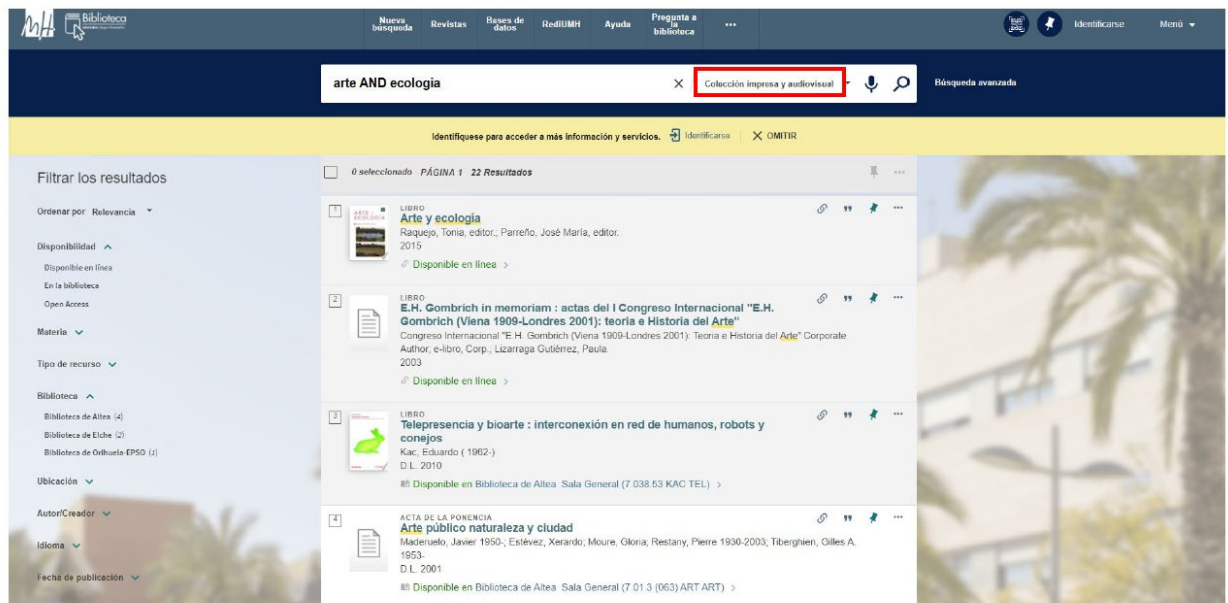 Biblioteca
Nueva búsqueda
Revistas
Bases de datos
RediUMH
Ayuda
Pregunta a la biblioteca
Identificarse
Menú
arte AND ecologia
Colección impresa y audiovisual
Búsqueda avanzada
Identifíquese para acceder a más información y servicios. Identificarse OMITIR
Filtrar los resultados
Ordenar por Relevancia
Disponibilidad
Disponible en línea
En la biblioteca
Open Access
Materia
Tipo de recurso
Biblioteca
Biblioteca de Altea (4)
Biblioteca de Elche (2)
Biblioteca de Orihuela-EPSO (1)
Ubicación
Autor/Creador
Idioma
Fecha de publicación
0 seleccionado PÁGINA 1 22 Resultados
1
LIBRO
Arte y ecología
Raquejo, Tonia, editor.; Parreño, José María, editor.
2015
Disponible en línea
2
LIBRO
E.H. Gombrich in memoriam : actas del I Congreso Internacional "E.H.
Gombrich (Viena 1909-Londres 2001): teoria e Historia del Arte"
Congreso Internacional "E.H. Gombrich (Viena 1909-Londres 2001): Teoria e Historia del Arte" Corporate
Author; e-libro, Corp.; Lizarraga Gutiérrez, Paula.
2003
Disponible en línea
3
LIBRO
Telepresencia y bioarte : interconexión en red de humanos, robots y
conejos
Kac, Eduardo ( 1962-)
D.L. 2010
Disponible en Biblioteca de Altea Sala General (7.038.53 KAC TEL)
4
ACTA DE LA PONENCIA
Arte público naturaleza y ciudad
Maderuelo, Javier 1950-; Estévez, Xerardo; Moure, Gloria; Restany, Pierre 1930-2003; Tiberghien, Gilles A.
1953-
D.L. 2001
Disponible en Biblioteca de Altea Sala General (7.01 3 (063) ART ART)